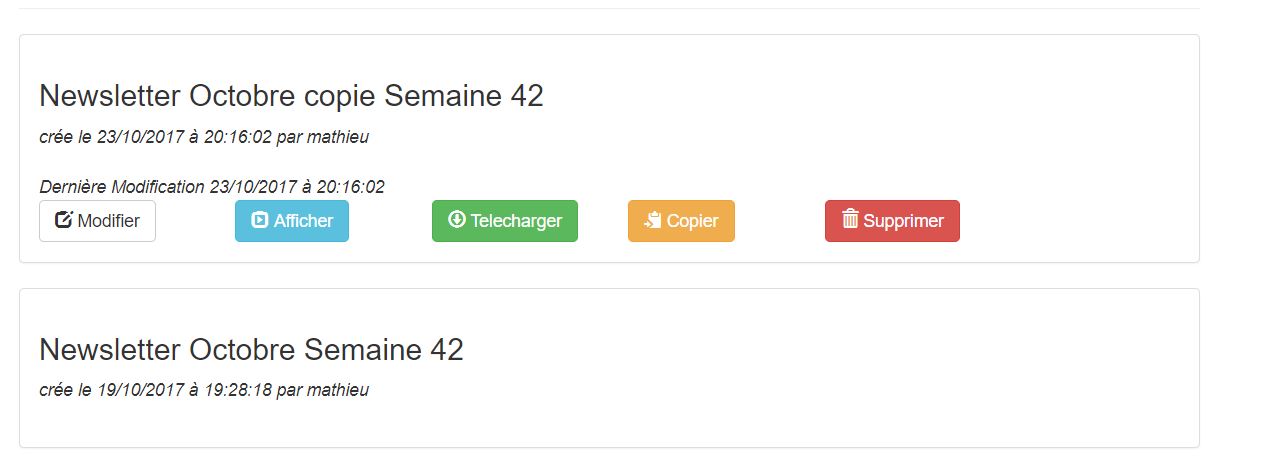 Newsletter Octobre copie Semaine 42
crée le 23/10/2017 à 20:16:02 par mathieu
Dernière Modification 23/10/2017 à 20:16:02
Modifier Afficher Telecharger Copier Supprimer
Newsletter Octobre Semaine 42
crée le 19/10/2017 à 19:28:18 par mathieu